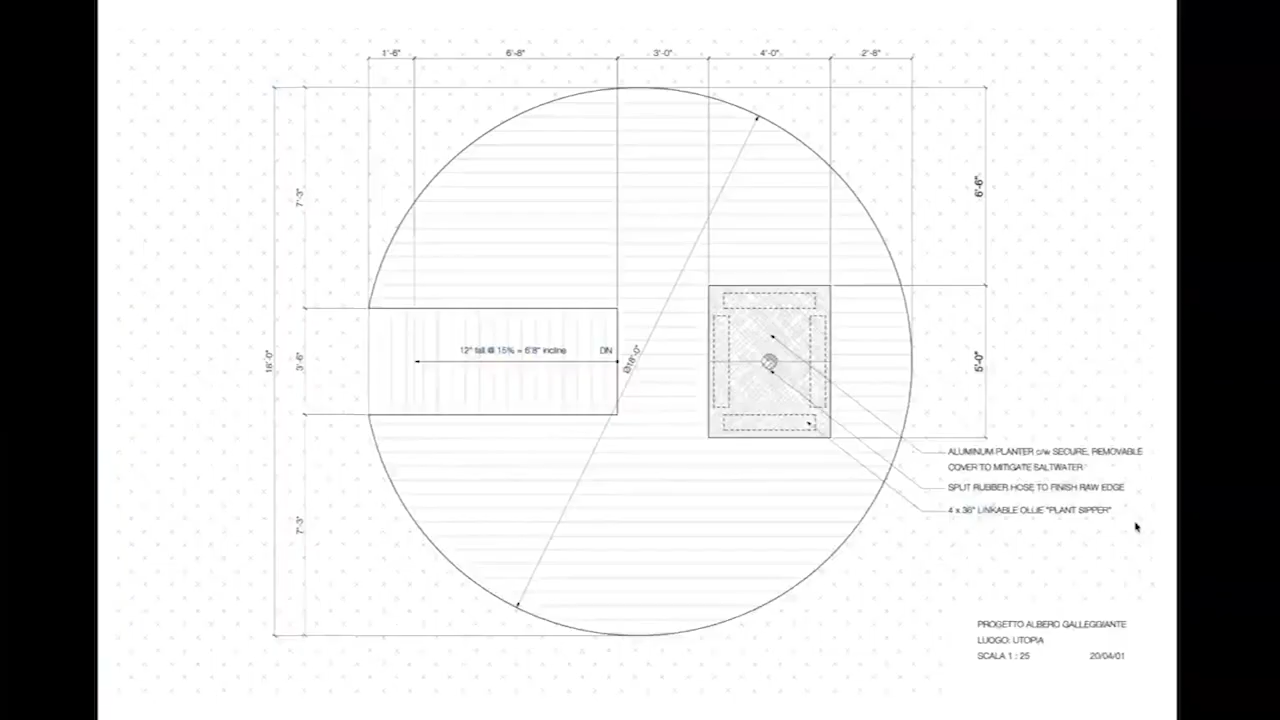 1'-6" 6'-8" 3'-0" 4'-0" 2'-8"
7'-3"
6'-6"
12" fall @ 15% = 6'8" incline DN
3'-6"
5'-0"
Ø18'-0"
18'-0"
7'-3"
ALUMINUM PLANTER c/w SECURE, REMOVABLE
COVER TO MITIGATE SALTWATER
SPLIT RUBBER HOSE TO FINISH RAW EDGE
4 x 36" LINKABLE OLLIE "PLANT SIPPER"
PROGETTO ALBERO GALLEGGIANTE
LUOGO: UTOPIA
SCALA 1 : 25 20/04/01